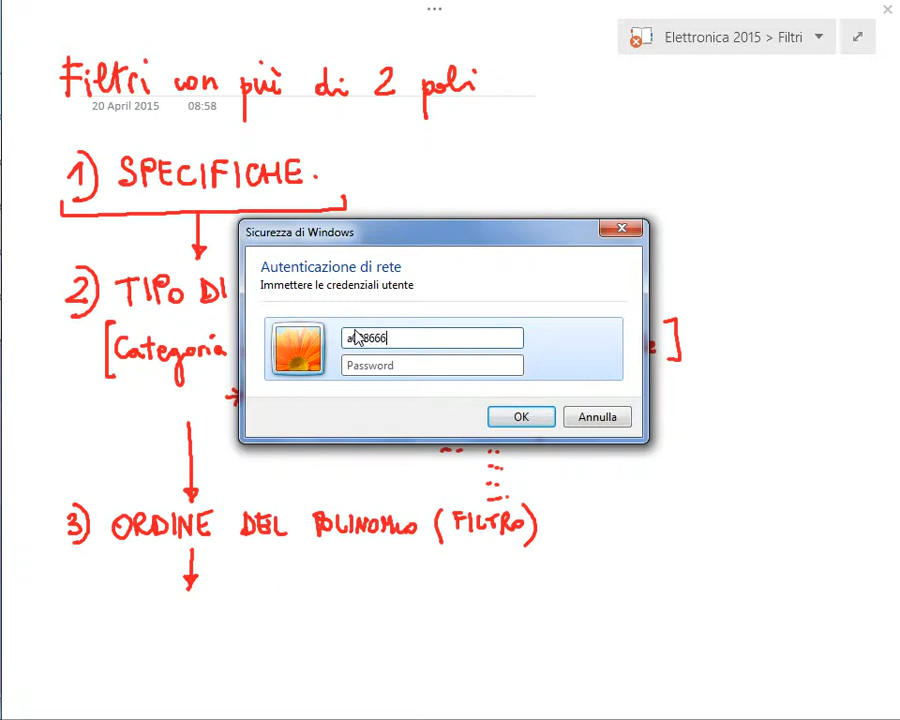 ...
Elettronica 2015 > Filtri
Filtri con più di 2 poli
20 April 2015 08:58
1) SPECIFICHE.
Sicurezza di Windows
Autenticazione di rete
Immettere le credenziali utente
2) TIPO DI
[Categoria
]
Password
OK Annulla
3) ORDINE DEL POLINOMIO (FILTRO)